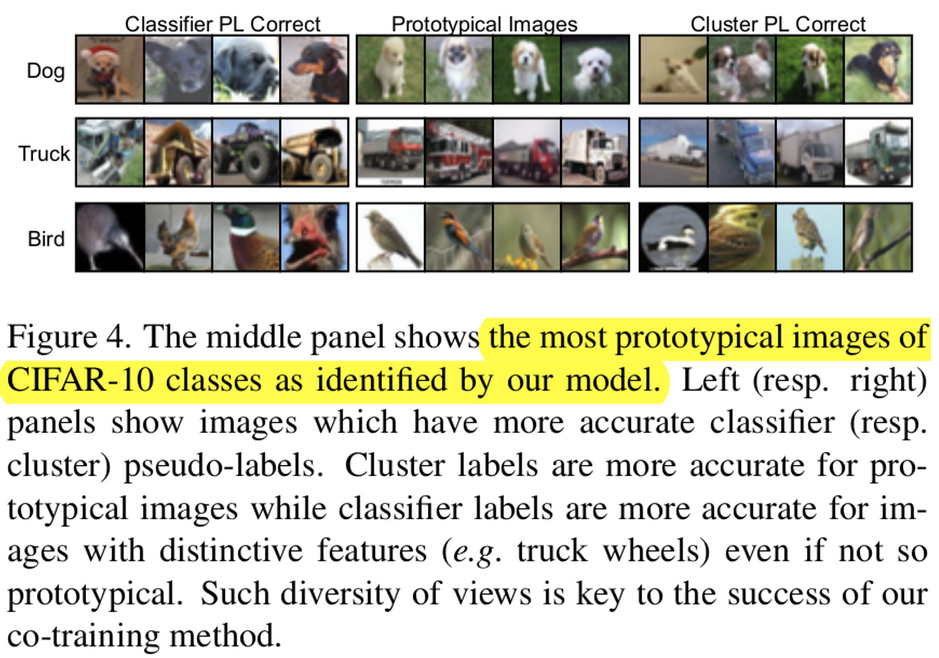 Classifier PL Correct Prototypical Images Cluster PL Correct
Dog
Truck
Bird
Figure 4. The middle panel shows the most prototypical images of
CIFAR-10 classes as identified by our model. Left (resp. right)
panels show images which have more accurate classifier (resp.
cluster) pseudo-labels. Cluster labels are more accurate for pro-
totypical images while classifier labels are more accurate for im-
ages with distinctive features (e.g. truck wheels) even if not so
prototypical. Such diversity of views is key to the success of our
co-training method.